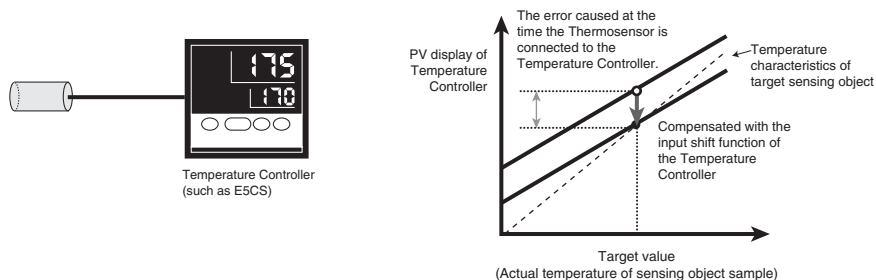 175
170
Temperature Controller
(such as E5CS)
The error caused at the
time the Thermosensor is
connected to the
Temperature Controller.
PV display of
Temperature
Controller
Temperature
characteristics of
target sensing object
Compensated with the
input shift function of
the Temperature
Controller
Target value
(Actual temperature of sensing object sample)